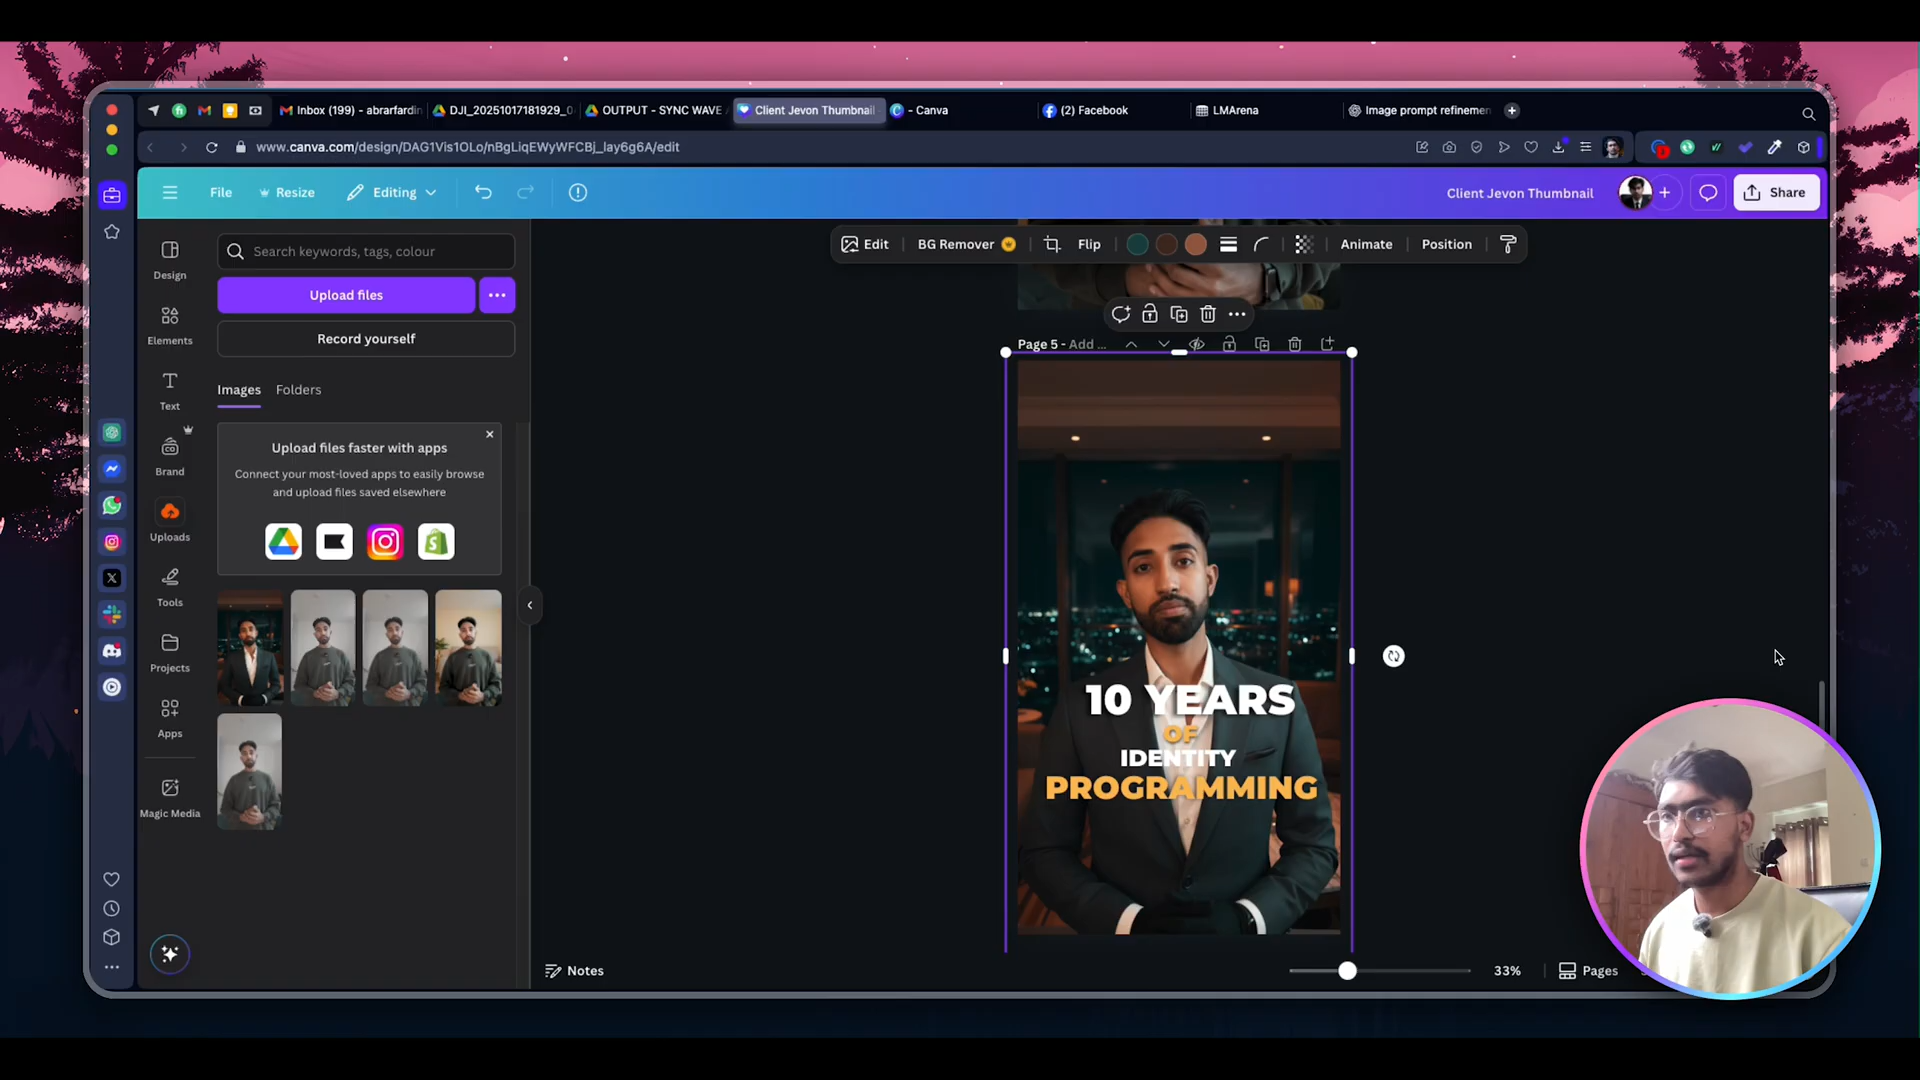 Inbox (199) - abrarfardin
DJI_20251017181929_0
OUTPUT - SYNC WAVE
Client Jevon Thumbnail
- Canva
(2) Facebook
LMArena
Image prompt refinemen
www.canva.com/design/DAG1Vis1OLo/nBgLiqEWyWFCBj_lay6g6A/edit
File
Resize
Editing
Client Jevon Thumbnail
Share
Design
Elements
Text
Brand
Uploads
Tools
Projects
Apps
Magic Media
Search keywords, tags, colour
Upload files
Record yourself
Images
Folders
Upload files faster with apps
Connect your most-loved apps to easily browse
and upload files saved elsewhere
Edit
BG Remover
Flip
Animate
Position
Page 5 - Add ...
10 YEARS
OF
IDENTITY
PROGRAMMING
Notes
33%
Pages